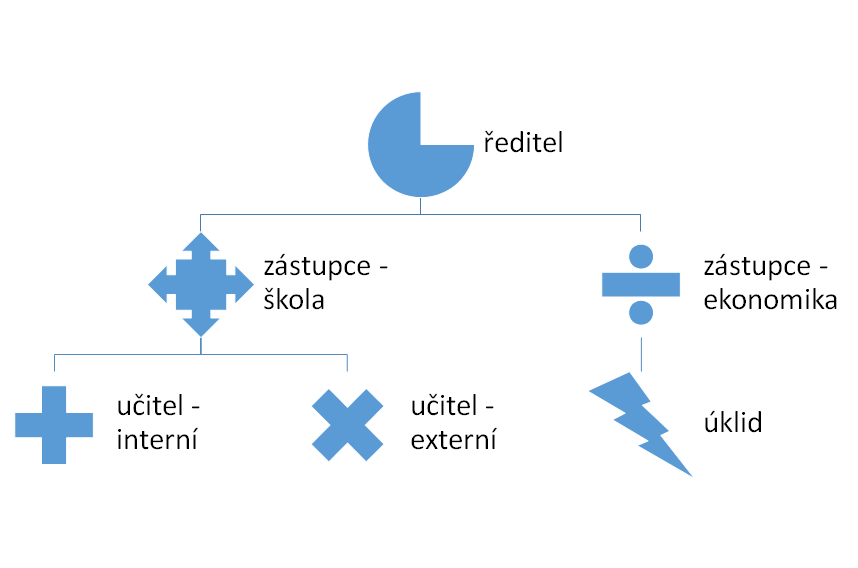 ředitel
zástupce -
škola
zástupce -
ekonomika
učitel -
interní
učitel -
externí
úklid